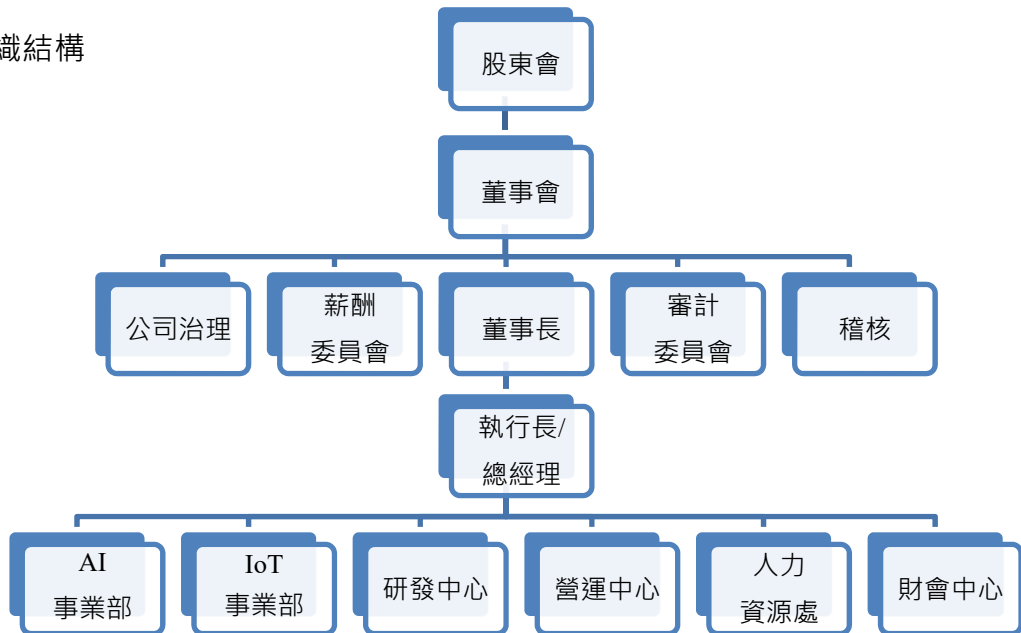 織結構
股東會
董事會
公司治理
薪酬
委員會
董事長
審計
委員會
稽核
執行長/
總經理
AI
事業部
IoT
事業部
研發中心
營運中心
人力
資源處
財會中心